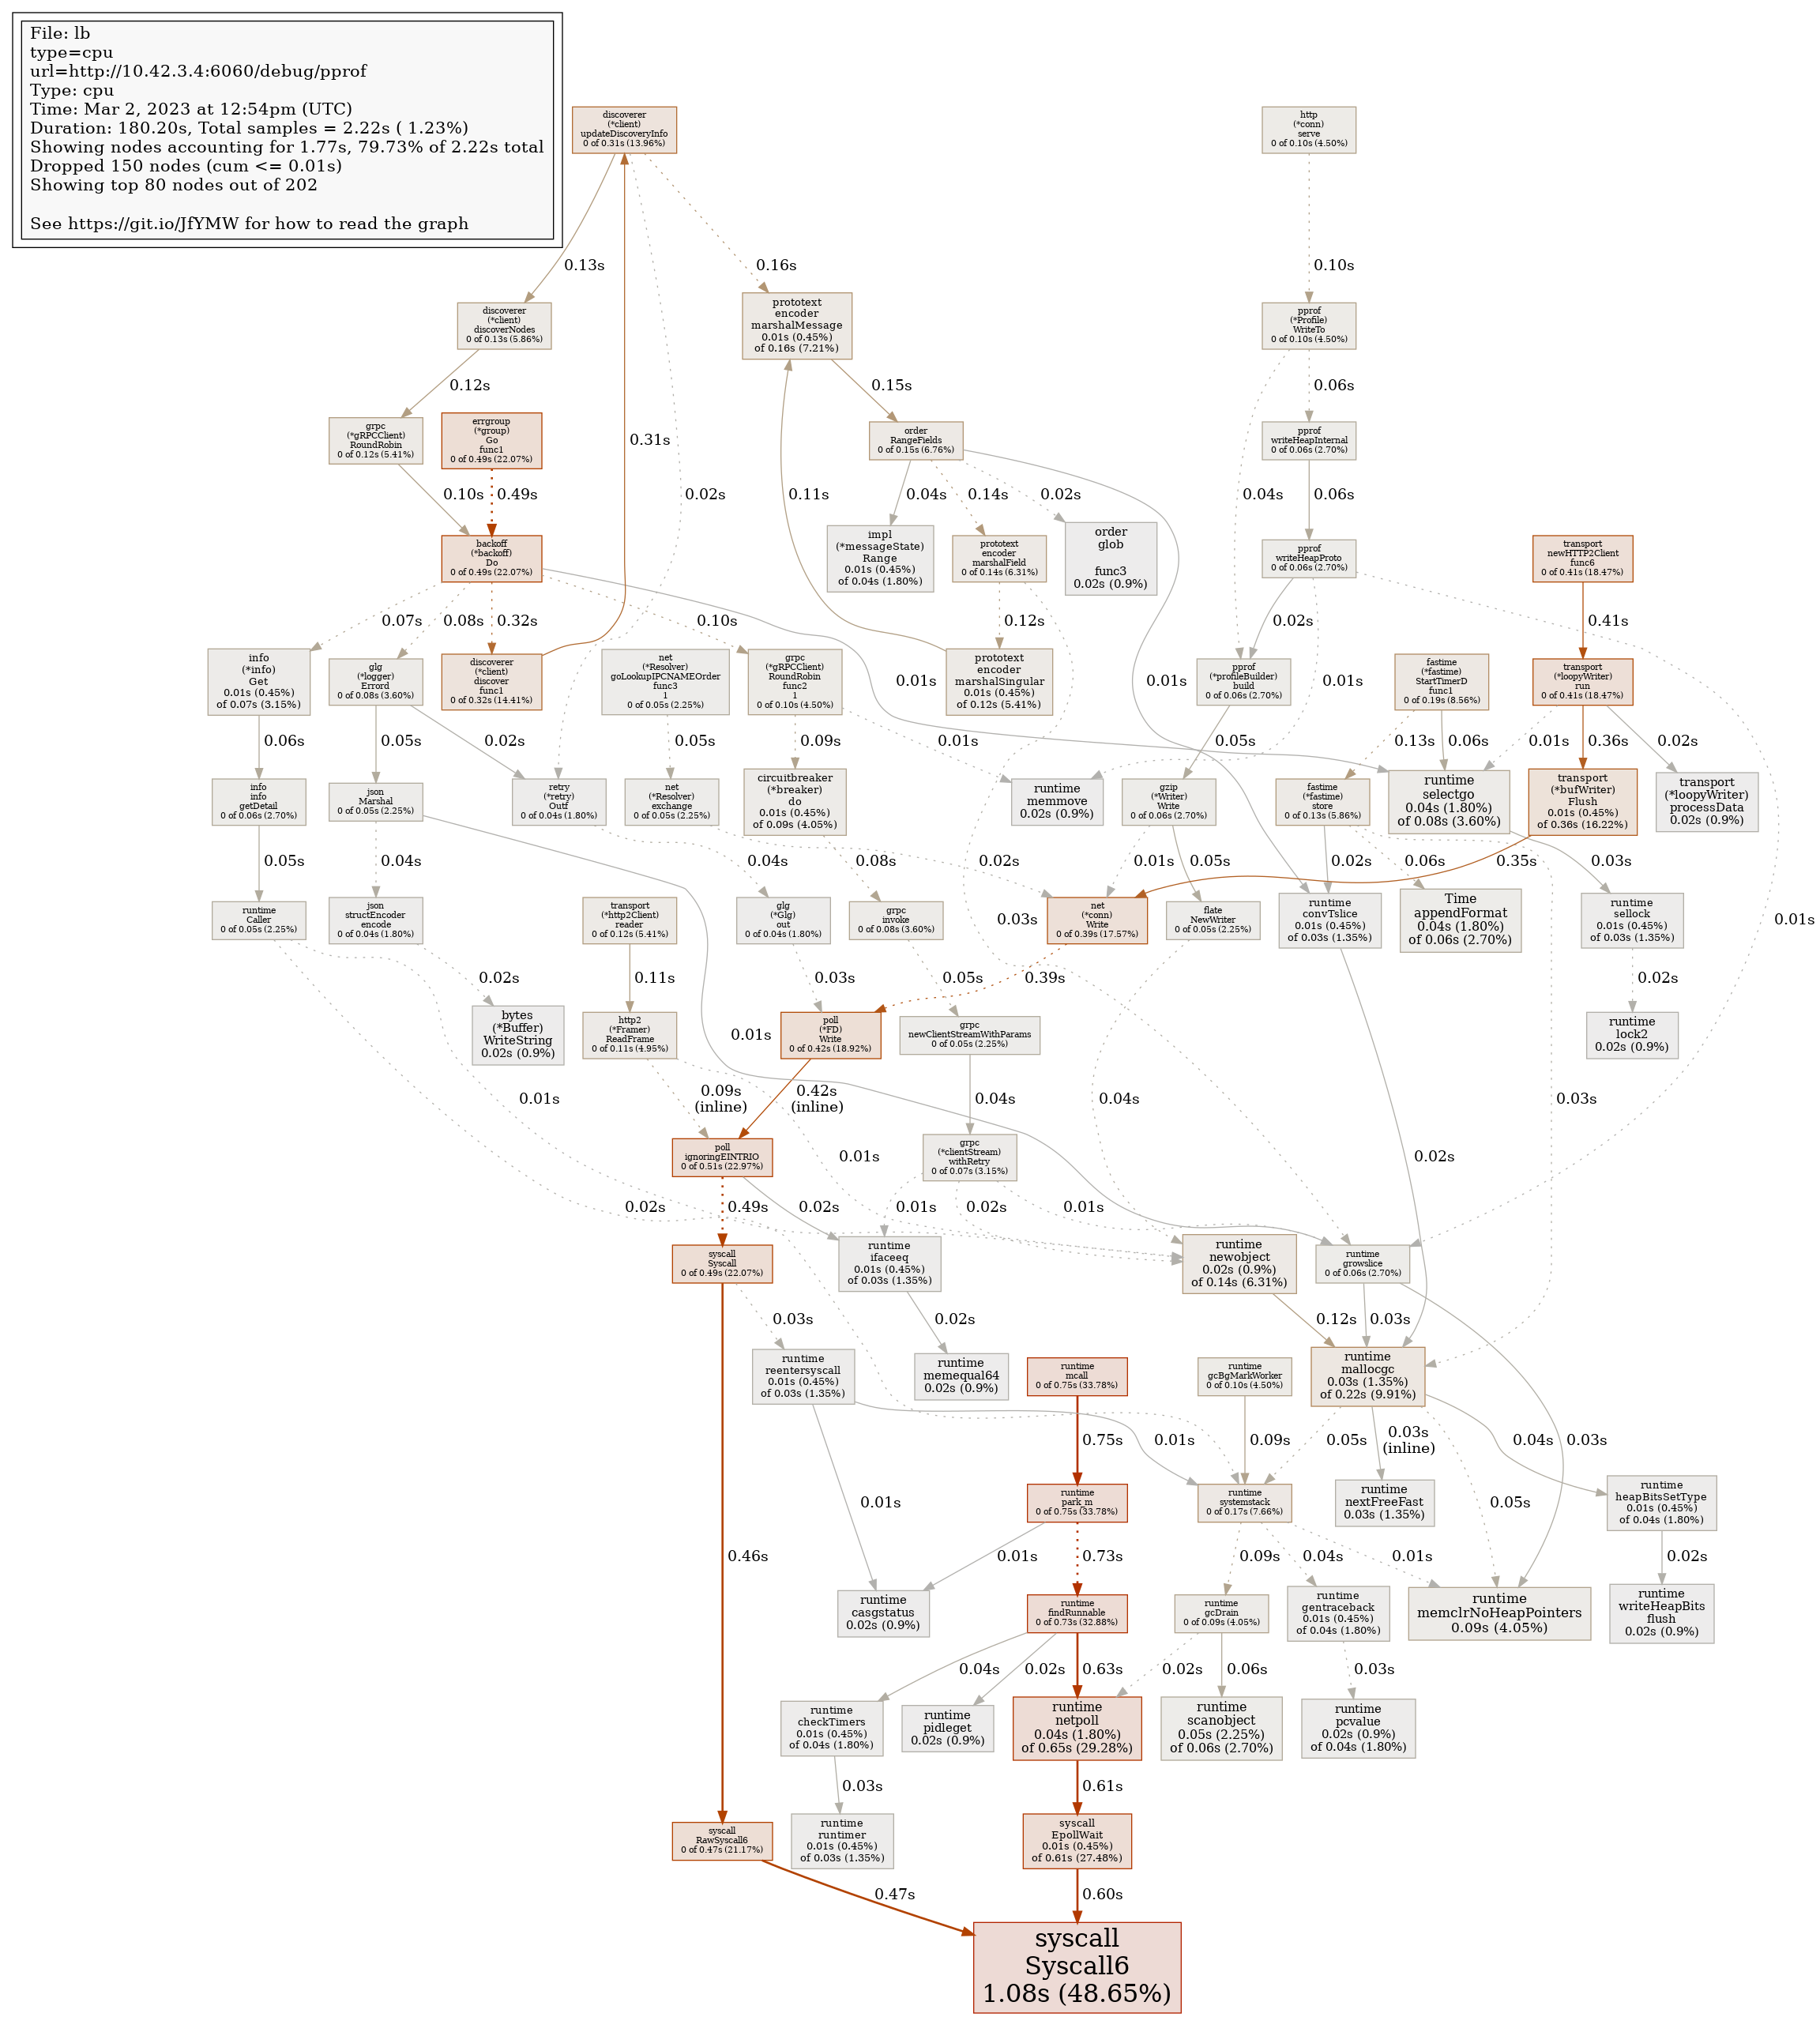 File: lb
type=cpu
url=http://10.42.3.4:6060/debug/pprof
Type: cpu
Time: Mar 2, 2023 at 12:54pm (UTC)
Duration: 180.20s, Total samples = 2.22s ( 1.23%)
Showing nodes accounting for 1.77s, 79.73% of 2.22s total
Dropped 150 nodes (cum <= 0.01s)
Showing top 80 nodes out of 202
See https://git.io/JfYMW for how to read the graph
discoverer
(*client)
updateDiscoveryInfo
0 of 0.31s (13.96%)
http
(*conn)
serve
0 of 0.10s (4.50%)
0.13s
0.16s
0.10s
discoverer
(*client)
discoverNodes
0 of 0.13s (5.86%)
prototext
encoder
marshalMessage
0.01s (0.45%)
of 0.16s (7.21%)
pprof
(*Profile)
WriteTo
0 of 0.10s (4.50%)
0.12s
0.15s
0.06s
grpc
(*gRPCClient)
RoundRobin
0 of 0.12s (5.41%)
errgroup
(*group)
Go
func1
0 of 0.49s (22.07%)
0.31s
order
RangeFields
0 of 0.15s (6.76%)
pprof
writeHeapInternal
0 of 0.06s (2.70%)
0.10s
0.49s
0.02s
0.11s
0.04s
0.14s
0.02s
0.04s
0.06s
backoff
(*backoff)
Do
0 of 0.49s (22.07%)
impl
(*messageState)
Range
0.01s (0.45%)
of 0.04s (1.80%)
prototext
encoder
marshalField
0 of 0.14s (6.31%)
order
glob

func3
0.02s (0.9%)
pprof
writeHeapProto
0 of 0.06s (2.70%)
transport
newHTTP2Client
func6
0 of 0.41s (18.47%)
0.07s
0.08s
0.32s
0.10s
0.12s
0.02s
0.41s
info
(*info)
Get
0.01s (0.45%)
of 0.07s (3.15%)
glg
(*logger)
Errord
0 of 0.08s (3.60%)
discoverer
(*client)
discover
func1
0 of 0.32s (14.41%)
net
(*Resolver)
goLookupIPCNAMEOrder
func3
1
0 of 0.05s (2.25%)
grpc
(*gRPCClient)
RoundRobin
func2
1
0 of 0.10s (4.50%)
0.01s
prototext
encoder
marshalSingular
0.01s (0.45%)
of 0.12s (5.41%)
0.01s
pprof
(*profileBuilder)
build
0 of 0.06s (2.70%)
0.01s
fastime
(*fastime)
StartTimerD
func1
0 of 0.19s (8.56%)
transport
(*loopyWriter)
run
0 of 0.41s (18.47%)
0.06s
0.05s
0.02s
0.05s
0.09s
0.01s
0.05s
0.13s
0.06s
0.01s
0.36s
0.02s
info
info
getDetail
0 of 0.06s (2.70%)
json
Marshal
0 of 0.05s (2.25%)
retry
(*retry)
Outf
0 of 0.04s (1.80%)
net
(*Resolver)
exchange
0 of 0.05s (2.25%)
circuitbreaker
(*breaker)
do
0.01s (0.45%)
of 0.09s (4.05%)
runtime
memmove
0.02s (0.9%)
gzip
(*Writer)
Write
0 of 0.06s (2.70%)
fastime
(*fastime)
store
0 of 0.13s (5.86%)
runtime
selectgo
0.04s (1.80%)
of 0.08s (3.60%)
transport
(*bufWriter)
Flush
0.01s (0.45%)
of 0.36s (16.22%)
transport
(*loopyWriter)
processData
0.02s (0.9%)
0.05s
0.04s
0.04s
0.08s
0.02s
0.01s
0.05s
0.02s
0.06s
0.35s
0.03s
runtime
Caller
0 of 0.05s (2.25%)
json
structEncoder
encode
0 of 0.04s (1.80%)
transport
(*http2Client)
reader
0 of 0.12s (5.41%)
glg
(*Glg)
out
0 of 0.04s (1.80%)
grpc
invoke
0 of 0.08s (3.60%)
0.03s
net
(*conn)
Write
0 of 0.39s (17.57%)
flate
NewWriter
0 of 0.05s (2.25%)
runtime
convTslice
0.01s (0.45%)
of 0.03s (1.35%)
Time
appendFormat
0.04s (1.80%)
of 0.06s (2.70%)
runtime
sellock
0.01s (0.45%)
of 0.03s (1.35%)
0.01s
0.02s
0.11s
0.03s
0.05s
0.39s
0.02s
bytes
(*Buffer)
WriteString
0.02s (0.9%)
http2
(*Framer)
ReadFrame
0 of 0.11s (4.95%)
0.01s
poll
(*FD)
Write
0 of 0.42s (18.92%)
grpc
newClientStreamWithParams
0 of 0.05s (2.25%)
runtime
lock2
0.02s (0.9%)
0.01s
0.09s
(inline)
0.42s
(inline)
0.04s
0.04s
0.03s
poll
ignoringEINTRIO
0 of 0.51s (22.97%)
0.01s
grpc
(*clientStream)
withRetry
0 of 0.07s (3.15%)
0.02s
0.02s
0.49s
0.02s
0.01s
0.02s
0.01s
syscall
Syscall
0 of 0.49s (22.07%)
runtime
ifaceeq
0.01s (0.45%)
of 0.03s (1.35%)
runtime
newobject
0.02s (0.9%)
of 0.14s (6.31%)
runtime
growslice
0 of 0.06s (2.70%)
0.03s
0.02s
0.12s
0.03s
runtime
reentersyscall
0.01s (0.45%)
of 0.03s (1.35%)
runtime
memequal64
0.02s (0.9%)
runtime
mcall
0 of 0.75s (33.78%)
runtime
gcBgMarkWorker
0 of 0.10s (4.50%)
runtime
mallocgc
0.03s (1.35%)
of 0.22s (9.91%)
0.75s
0.01s
0.09s
0.05s
0.03s
(inline)
0.04s
0.03s
0.01s
runtime
park_m
0 of 0.75s (33.78%)
runtime
systemstack
0 of 0.17s (7.66%)
runtime
nextFreeFast
0.03s (1.35%)
0.05s
runtime
heapBitsSetType
0.01s (0.45%)
of 0.04s (1.80%)
0.46s
0.01s
0.73s
0.09s
0.04s
0.01s
0.02s
runtime
casgstatus
0.02s (0.9%)
runtime
findRunnable
0 of 0.73s (32.88%)
runtime
gcDrain
0 of 0.09s (4.05%)
runtime
gentraceback
0.01s (0.45%)
of 0.04s (1.80%)
runtime
memclrNoHeapPointers
0.09s (4.05%)
runtime
writeHeapBits
flush
0.02s (0.9%)
0.04s
0.02s
0.63s
0.02s
0.06s
0.03s
runtime
checkTimers
0.01s (0.45%)
of 0.04s (1.80%)
runtime
pidleget
0.02s (0.9%)
runtime
netpoll
0.04s (1.80%)
of 0.65s (29.28%)
runtime
scanobject
0.05s (2.25%)
of 0.06s (2.70%)
runtime
pcvalue
0.02s (0.9%)
of 0.04s (1.80%)
0.03s
0.61s
syscall
RawSyscall6
0 of 0.47s (21.17%)
runtime
runtimer
0.01s (0.45%)
of 0.03s (1.35%)
syscall
EpollWait
0.01s (0.45%)
of 0.61s (27.48%)
0.47s
0.60s
syscall
Syscall6
1.08s (48.65%)